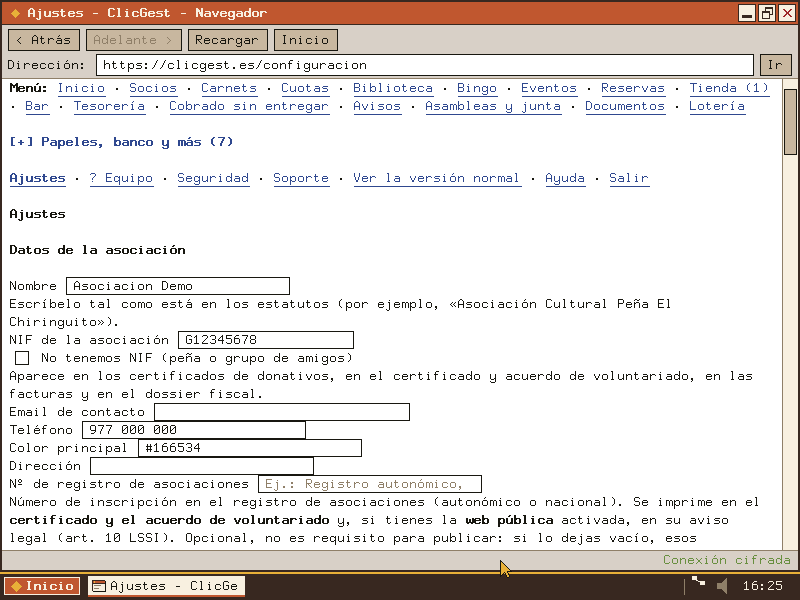 Ajustes - ClicGest - Navegador
< Atrás Adelante > Recargar Inicio
Dirección: https://clicgest.es/configuracion Ir
Menú: Inicio · Socios · Carnets · Cuotas · Biblioteca · Bingo · Eventos · Reservas · Tienda (1)
· Bar · Tesorería · Cobrado sin entregar · Avisos · Asambleas y junta · Documentos · Lotería
[+] Papeles, banco y más (7)
Ajustes · ? Equipo · Seguridad · Soporte · Ver la versión normal · Ayuda · Salir
Ajustes
Datos de la asociación
Nombre Asociacion Demo
Escríbelo tal como está en los estatutos (por ejemplo, «Asociación Cultural Peña El
Chiringuito»).
NIF de la asociación G12345678
No tenemos NIF (peña o grupo de amigos)
Aparece en los certificados de donativos, en el certificado y acuerdo de voluntariado, en las
facturas y en el dossier fiscal.
Email de contacto
Teléfono 977 000 000
Color principal #166534
Dirección
Nº de registro de asociaciones Ej.: Registro autonómico,
Número de inscripción en el registro de asociaciones (autonómico o nacional). Se imprime en el
certificado y el acuerdo de voluntariado y, si tienes la web pública activada, en su aviso
legal (art. 10 LSSI). Opcional, no es requisito para publicar: si lo dejas vacío, esos
Conexión cifrada
Inicio Ajustes - ClicGe 16:25